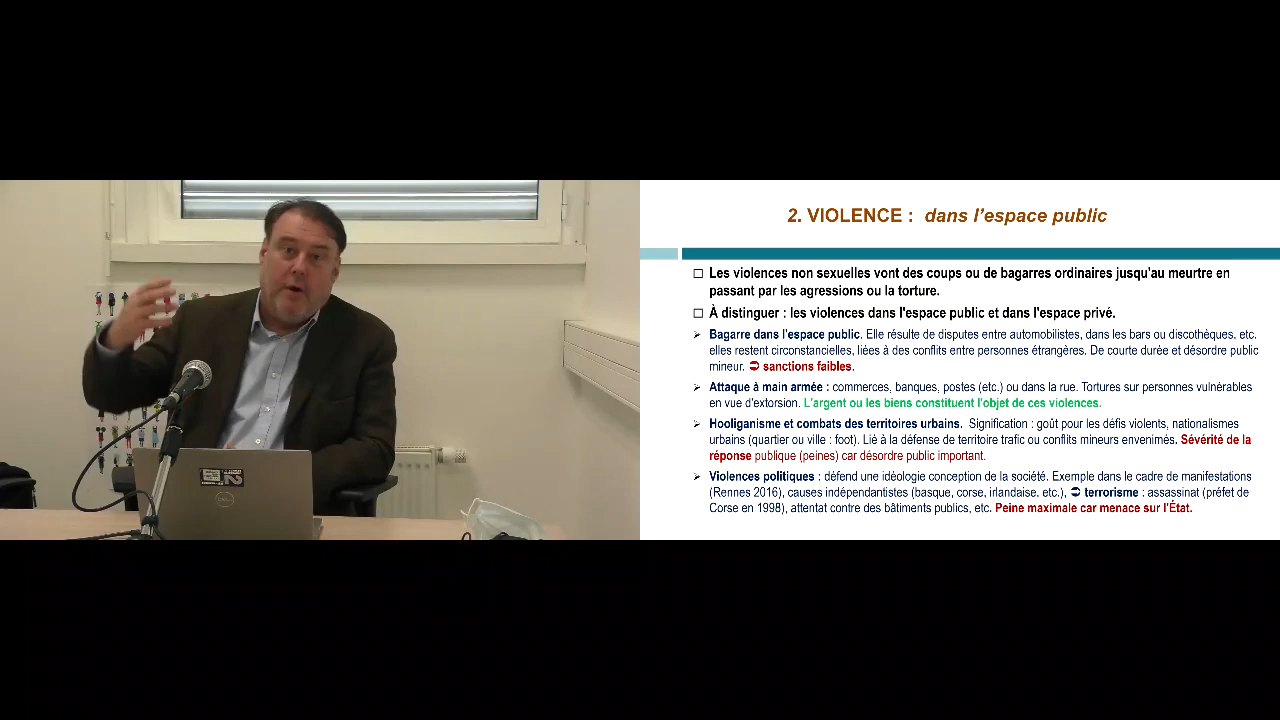 2. VIOLENCE : dans l'espace public
Les violences non sexuelles vont des coups ou de bagarres ordinaires jusqu'au meurtre en
passant par les agressions ou la torture.
À distinguer : les violences dans l'espace public et dans l'espace privé.
Bagarre dans l'espace public. Elle résulte de disputes entre automobilistes, dans les bars ou discothèques, etc.
elles restent circonstancielles, liées à des conflits entre personnes étrangères. De courte durée et désordre public
mineur. ➲ sanctions faibles.
Attaque à main armée : commerces, banques, postes (etc.) ou dans la rue. Tortures sur personnes vulnérables
en vue d'extorsion. L'argent ou les biens constituent l'objet de ces violences.
Hooliganisme et combats des territoires urbains. Signification : goût pour les défis violents, nationalismes
urbains (quartier ou ville : foot). Lié à la défense de territoire trafic ou conflits mineurs envenimés. Sévérité de la
réponse publique (peines) car désordre public important.
Violences politiques : défend une idéologie conception de la société. Exemple dans le cadre de manifestations
(Rennes 2016), causes indépendantistes (basque, corse, irlandaise, etc.), ➲ terrorisme : assassinat (préfet de
Corse en 1998), attentat contre des bâtiments publics, etc. Peine maximale car menace sur l'État.
DELL